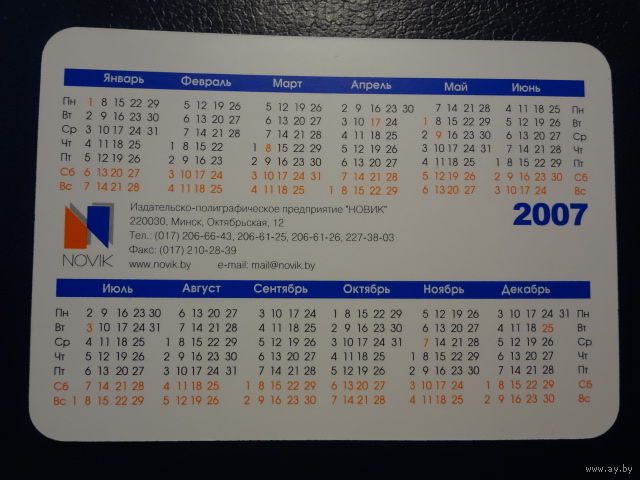 Январь Февраль Март Апрель Май Июнь
Пн 1 8 15 22 29 5 12 19 26 5 12 19 26 2 9 16 23 30 7 14 21 28 4 11 18 25 Пн
Вт 2 9 16 23 30 6 13 20 27 6 13 20 27 3 10 17 24 1 8 15 22 29 5 12 19 26 Вт
Ср 3 10 17 24 31 7 14 21 28 7 14 21 28 4 11 18 25 2 9 16 23 30 6 13 20 27 Ср
Чт 4 11 18 25 1 8 15 22 1 8 15 22 29 5 12 19 26 3 10 17 24 31 7 14 21 28 Чт
Пт 5 12 19 26 2 9 16 23 2 9 16 23 30 6 13 20 27 4 11 18 25 1 8 15 22 29 Пт
Сб 6 13 20 27 3 10 17 24 3 10 17 24 31 7 14 21 28 5 12 19 26 2 9 16 23 30 Сб
Вс 7 14 21 28 4 11 18 25 4 11 18 25 1 8 15 22 29 6 13 20 27 3 10 17 24 Вс
Издательско-полиграфическое предприятие "НОВИК"
220030, Минск, Октябрьская, 12
Тел.: (017) 206-66-43, 206-61-25, 206-61-26, 227-38-03
Факс: (017) 210-28-39
www.novik.by e-mail: mail@novik.by
NOVIK
2007
Июль Август Сентябрь Октябрь Ноябрь Декабрь
Пн 2 9 16 23 30 6 13 20 27 3 10 17 24 1 8 15 22 29 5 12 19 26 3 10 17 24 31 Пн
Вт 3 10 17 24 31 7 14 21 28 4 11 18 25 2 9 16 23 30 6 13 20 27 4 11 18 25 Вт
Ср 4 11 18 25 1 8 15 22 29 5 12 19 26 3 10 17 24 31 7 14 21 28 5 12 19 26 Ср
Чт 5 12 19 26 2 9 16 23 30 6 13 20 27 4 11 18 25 1 8 15 22 29 6 13 20 27 Чт
Пт 6 13 20 27 3 10 17 24 31 7 14 21 28 5 12 19 26 2 9 16 23 30 7 14 21 28 Пт
Сб 7 14 21 28 4 11 18 25 1 8 15 22 29 6 13 20 27 3 10 17 24 1 8 15 22 29 Сб
Вс 1 8 15 22 29 5 12 19 26 2 9 16 23 30 7 14 21 28 4 11 18 25 2 9 16 23 30 Вс
www.ay.by